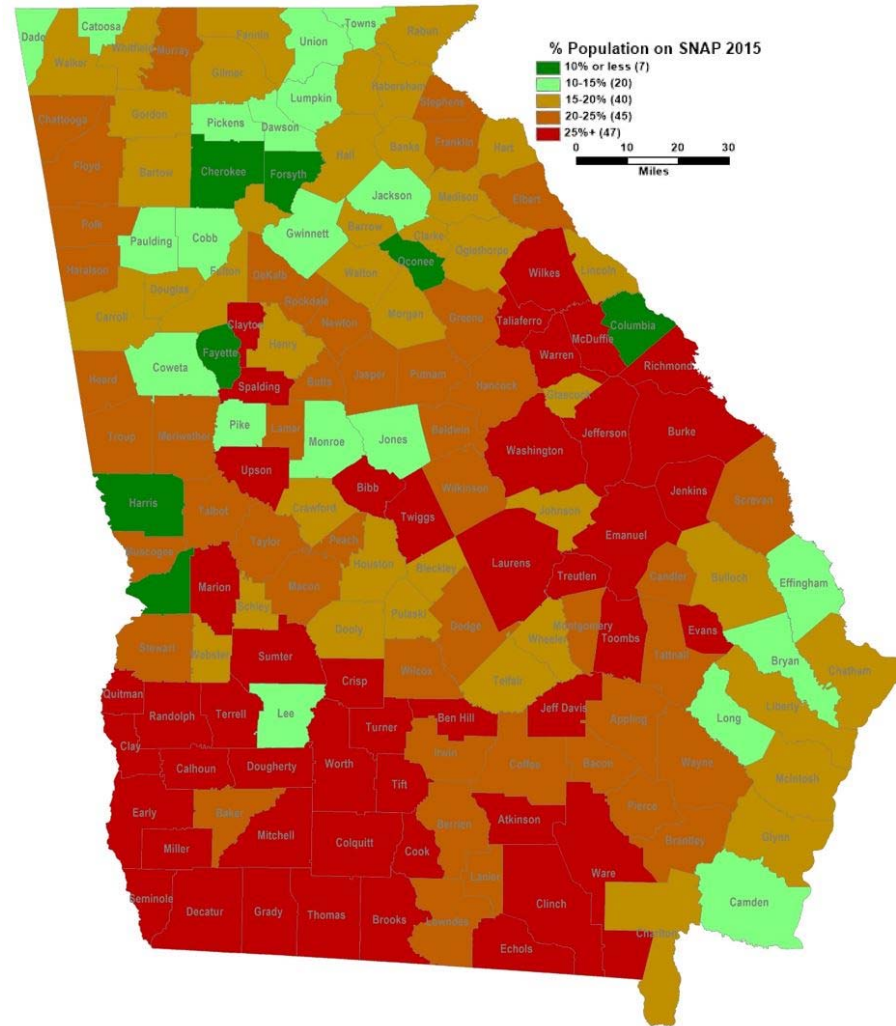 % Population on SNAP 2015
10% or less (7)
10-15% (20)
15-20% (40)
20-25% (45)
25%+ (47)
0 10 20 30
Miles
Dade
Catoosa
Whitfield
Murray
Fannin
Union
Towns
Rabun
Walker
Gilmer
Lumpkin
Habersham
Stephens
Chattooga
Gordon
Pickens
Dawson
Floyd
Bartow
Cherokee
Forsyth
Hall
Banks
Franklin
Hart
Jackson
Madison
Elbert
Polk
Paulding
Cobb
Gwinnett
Barrow
Clarke
Oglethorpe
Haralson
Fulton
DeKalb
Walton
Oconee
Wilkes
Lincoln
Douglas
Carroll
Clayton
Rockdale
Newton
Morgan
Greene
Taliaferro
McDuffie
Columbia
Fayette
Henry
Warren
Richmond
Heard
Coweta
Spalding
Butts
Jasper
Putnam
Hancock
Glascock
Troup
Meriwether
Pike
Lamar
Monroe
Jones
Baldwin
Washington
Jefferson
Burke
Upson
Bibb
Wilkinson
Jenkins
Screven
Harris
Talbot
Crawford
Twiggs
Johnson
Emanuel
Muscogee
Taylor
Peach
Houston
Bleckley
Laurens
Treutlen
Candler
Bulloch
Effingham
Marion
Schley
Macon
Pulaski
Dodge
Wheeler
Montgomery
Toombs
Evans
Tattnall
Bryan
Chatham
Stewart
Webster
Sumter
Dooly
Wilcox
Telfair
Liberty
Quitman
Randolph
Terrell
Lee
Crisp
Turner
Ben Hill
Jeff Davis
Appling
Long
Clay
Calhoun
Dougherty
Worth
Tift
Irwin
Coffee
Bacon
Wayne
McIntosh
Early
Baker
Mitchell
Colquitt
Cook
Berrien
Atkinson
Pierce
Brantley
Glynn
Miller
Lanier
Ware
Seminole
Decatur
Grady
Thomas
Brooks
Lowndes
Clinch
Echols
Charlton
Camden